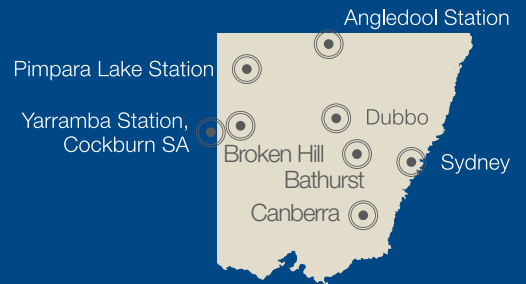 Angledool Station
Pimpara Lake Station
Yarramba Station,
Cockburn SA
Dubbo
Broken Hill
Bathurst
Sydney
Canberra